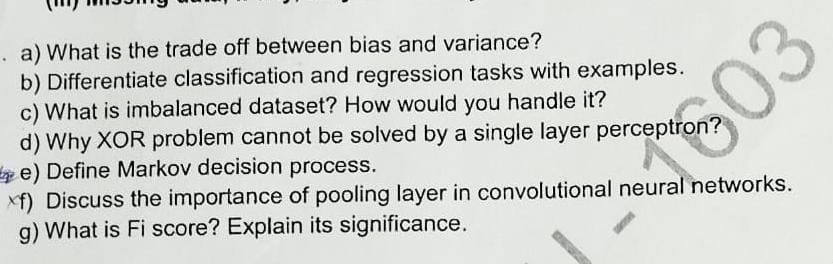 . a) What is the trade off between bias and variance?
b) Differentiate classification and regression tasks with examples.
c) What is imbalanced dataset? How would you handle it?
d) Why XOR problem cannot be solved by a single layer perceptron?
e) Define Markov decision process.
xf) Discuss the importance of pooling layer in convolutional neural networks.
g) What is Fi score? Explain its significance.
- 1603